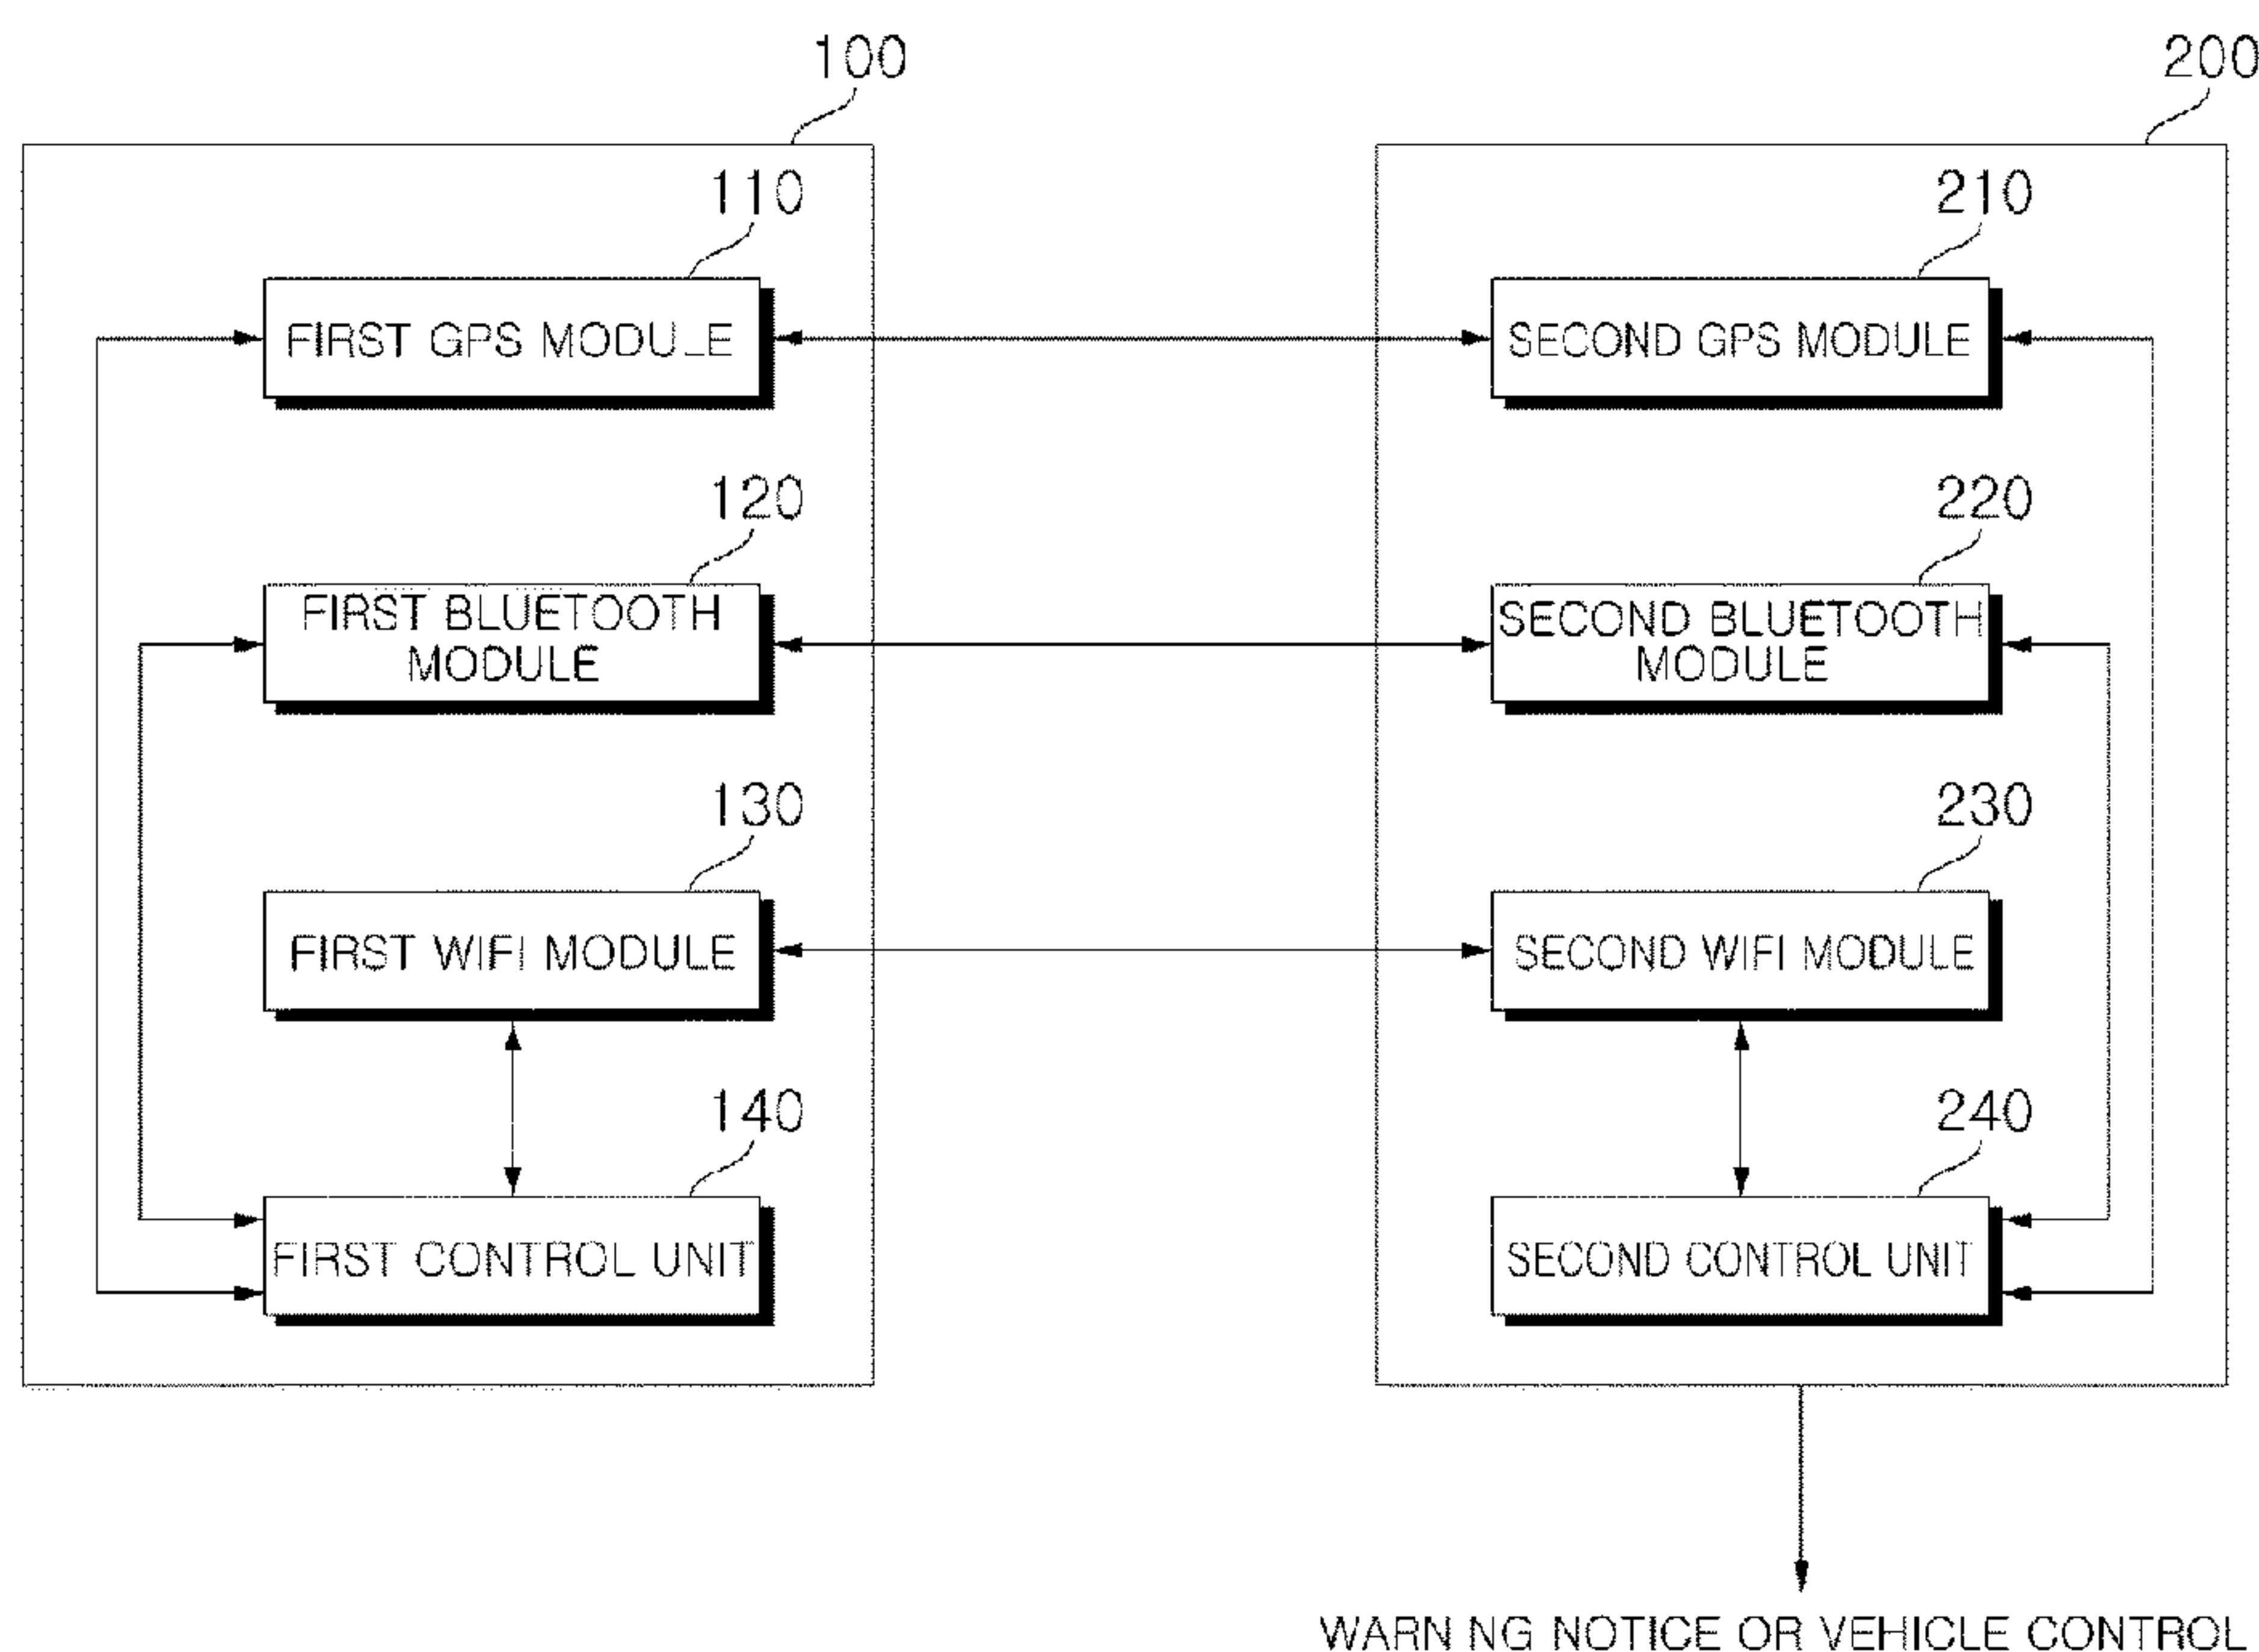 100
200
110
210
FIRST GPS MODULE
SECOND GPS MODULE
120
220
FIRST BLUETOOTH
MODULE
SECOND BLUETOOTH
MODULE
130
230
FIRST WIFI MODULE
SECOND WIFI MODULE
140
240
FIRST CONTROL UNIT
SECOND CONTROL UNIT
WARNING NOTICE OR VEHICLE CONTROL